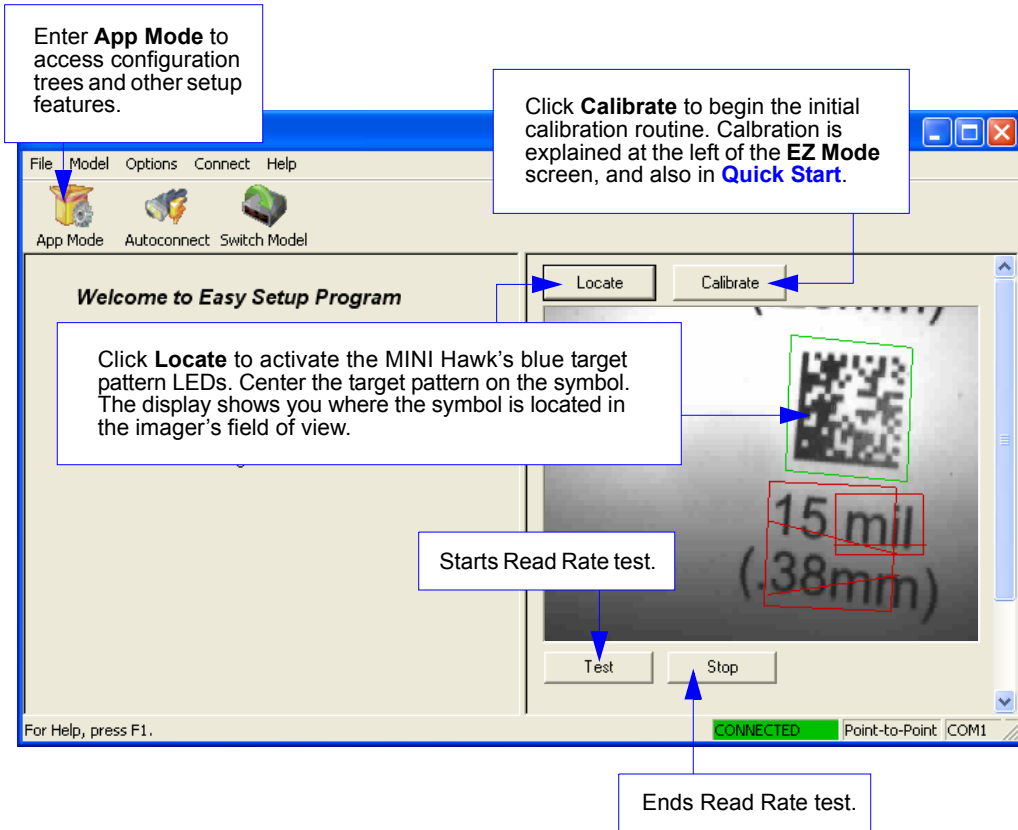 Enter App Mode to
access configuration
trees and other setup
features.
Click Calibrate to begin the initial
calibration routine. Calbration is
explained at the left of the EZ Mode
screen, and also in Quick Start.
File Model Options Connect Help
App Mode Autoconnect Switch Model
Welcome to Easy Setup Program
Locate Calibrate
Click Locate to activate the MINI Hawk's blue target
pattern LEDs. Center the target pattern on the symbol.
The display shows you where the symbol is located in
the imager's field of view.
15 mil
(.38mm)
Starts Read Rate test.
Test Stop
For Help, press F1.
CONNECTED Point-to-Point COM1
Ends Read Rate test.